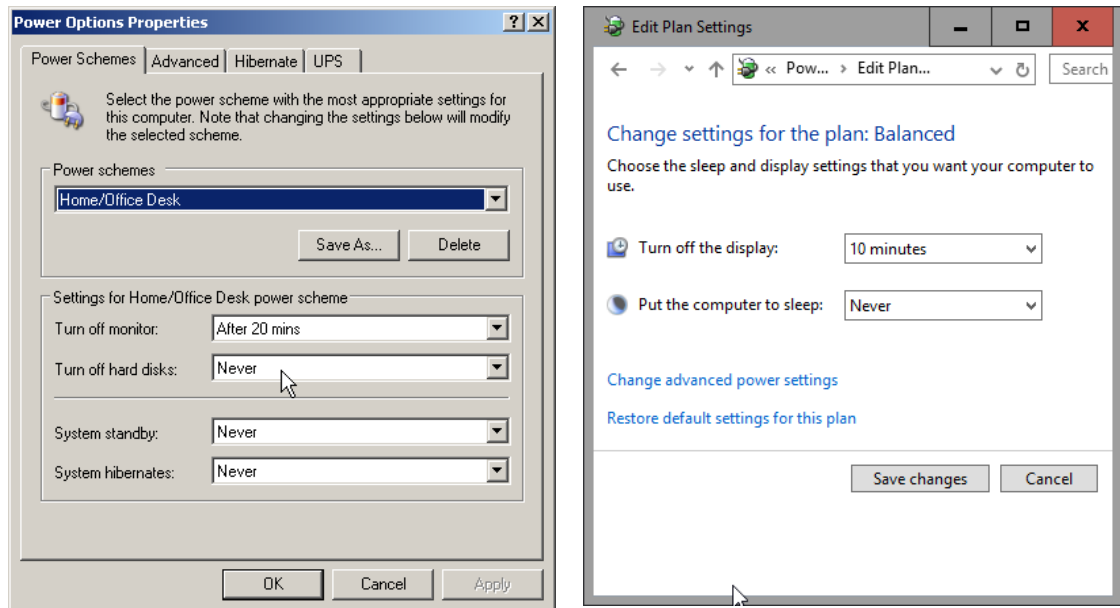 Power Options Properties
Power Schemes Advanced Hibernate UPS
Select the power scheme with the most appropriate settings for
this computer. Note that changing the settings below will modify
the selected scheme.
Power schemes
Home/Office Desk
Save As... Delete
Settings for Home/Office Desk power scheme
Turn off monitor: After 20 mins
Turn off hard disks: Never
System standby: Never
System hibernates: Never
OK Cancel Apply
Edit Plan Settings
« Pow... › Edit Plan... Search
Change settings for the plan: Balanced
Choose the sleep and display settings that you want your computer to
use.
Turn off the display: 10 minutes
Put the computer to sleep: Never
Change advanced power settings
Restore default settings for this plan
Save changes Cancel